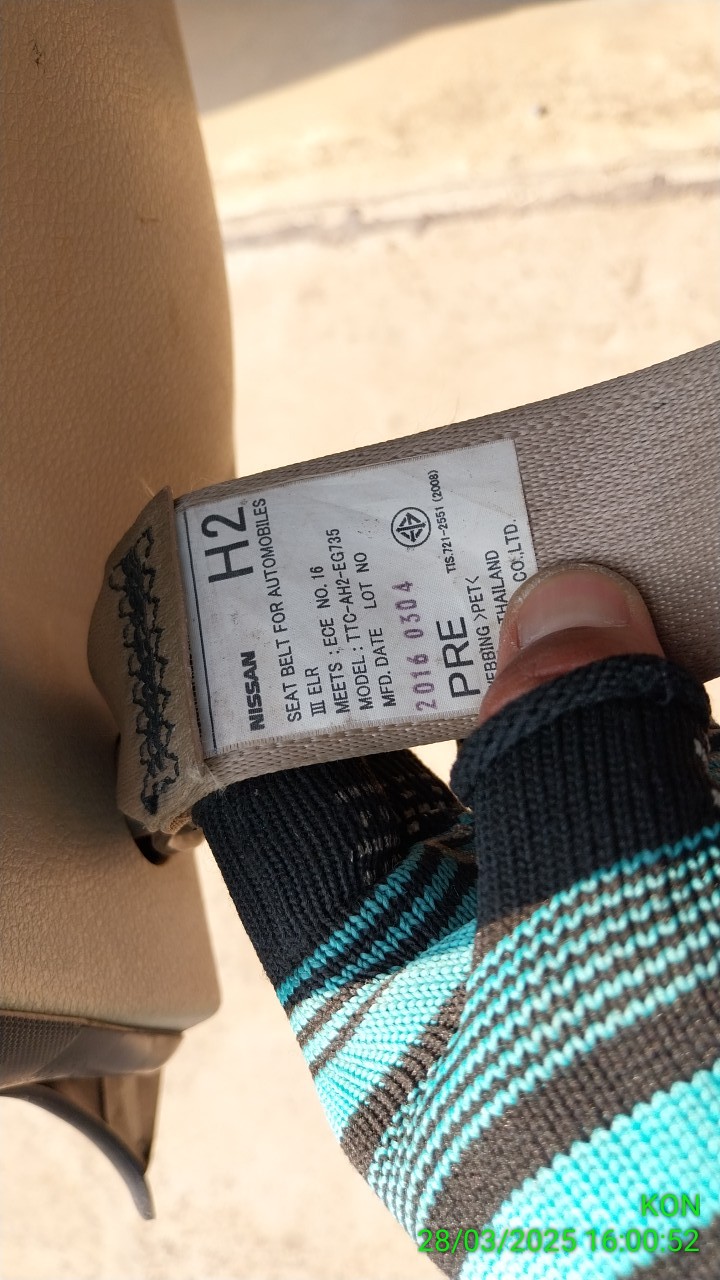 H2
NISSAN
SEAT BELT FOR AUTOMOBILES
III ELR
MEETS : ECE NO. 16
MODEL : TTC-AH2-EG735
MFD. DATE LOT NO
2016 0304
TIS.721-2551 (2008)
PRE
>PET<
THAILAND
CO.,LTD.
KON
28/03/2025 16:00:52